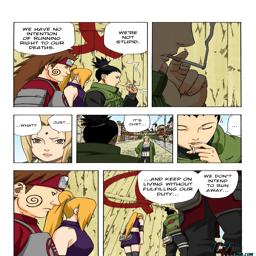 WE HAVE
NO INTENTION
OF RUNNING
RIGHT TO OUR
DEATHS.
WE'RE
NOT
STUPID.
...WHAT?
JUST...
IT'S
JUST...
...
...AND KEEP ON
LIVING WITHOUT
FULFILLING OUR
DUTY...
WE DON'T
INTEND TO
RUN AWAY...